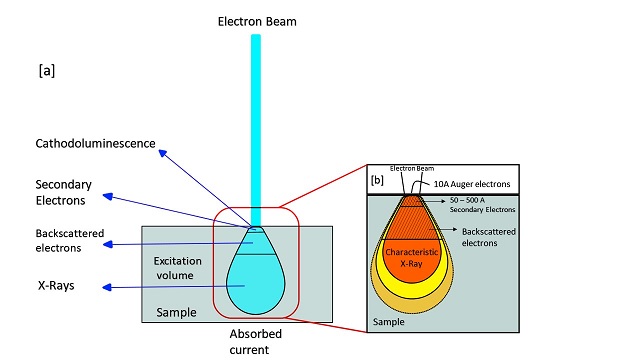 Electron Beam
[a]
Cathodoluminescence
Secondary
Electrons
Backscattered
electrons
X-Rays
Excitation
volume
Sample
Absorbed
current
Electron Beam
[b]
10A Auger electrons
50 – 500 A
Secondary Electrons
Backscattered
electrons
Characteristic
X-Ray
Sample